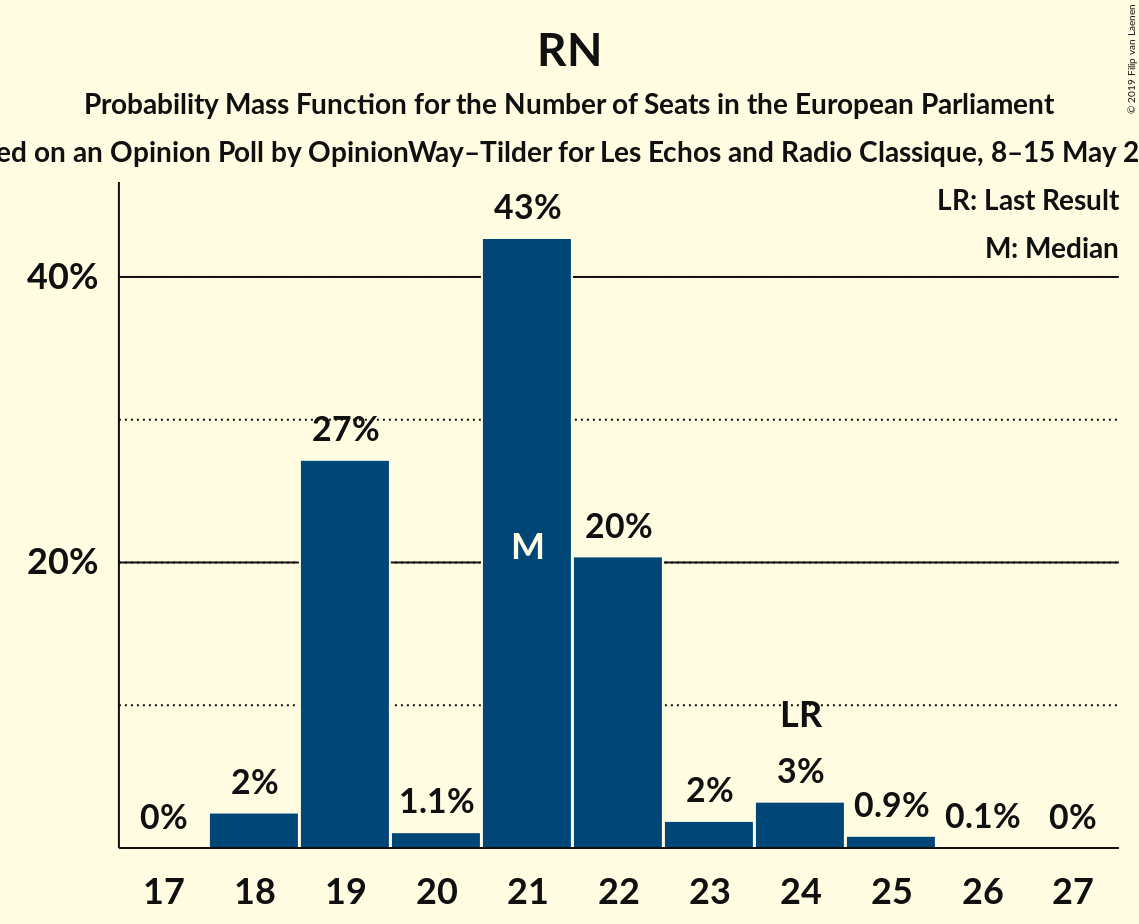 RN
Probability Mass Function for the Number of Seats in the European Parliament
on an Opinion Poll by OpinionWay–Tilder for Les Echos and Radio Classique, 8–15 May
© 2019 Filip van Laenen
LR: Last Result
M: Median
43%
40%
27%
20%
M
20%
LR
3%
2%
2%
1.1%
0.9%
0.1%
0%
0%
17 18 19 20 21 22 23 24 25 26 27